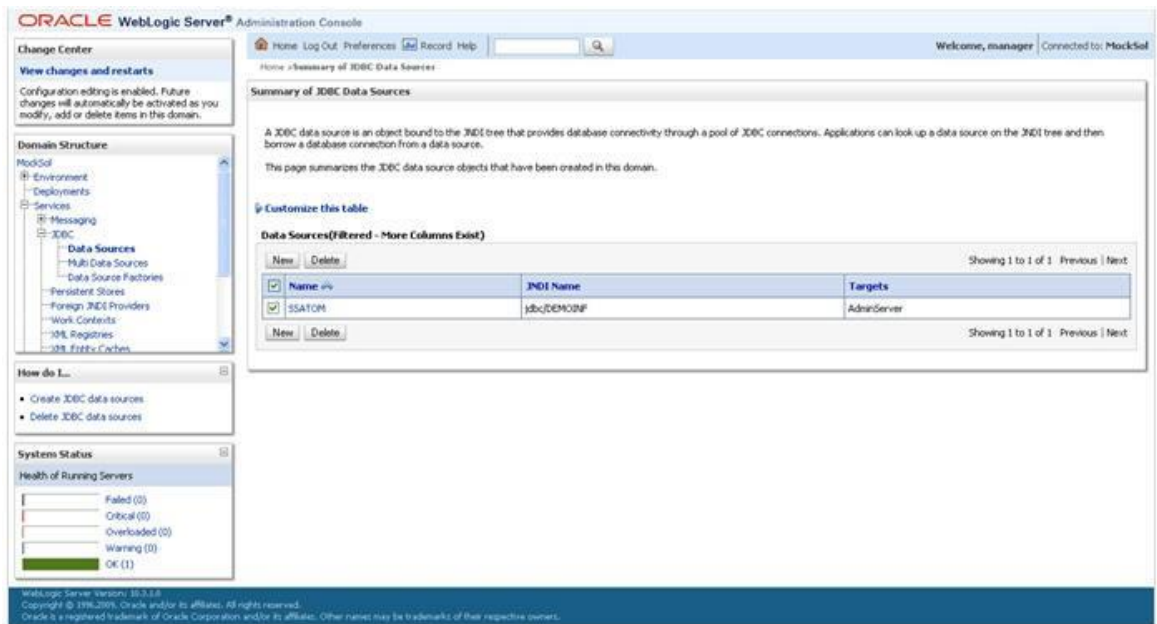 ORACLE WebLogic Server® Administration Console
Change Center
View changes and restarts
Configuration editing is enabled. Future
changes will automatically be activated as you
modify, add or delete items in this domain.
Domain Structure
MockSol
Environment
Deployments
Services
Messaging
JDBC
Data Sources
Multi Data Sources
Data Source Factories
Persistent Stores
Foreign JNDI Providers
Work Contexts
XML Registries
XML Entity Caches
How do I...
Create JDBC data sources
Delete JDBC data sources
System Status
Health of Running Servers
Failed (0)
Critical (0)
Overloaded (0)
Warning (0)
OK (1)
Home Log Out Preferences Record Help
Welcome, manager Connected to: MockSol
Home >Summary of JDBC Data Sources
Summary of JDBC Data Sources
A JDBC data source is an object bound to the JNDI tree that provides database connectivity through a pool of JDBC connections. Applications can look up a data source on the JNDI tree and then
borrow a database connection from a data source.
This page summarizes the JDBC data source objects that have been created in this domain.
Customize this table
Data Sources(Filtered - More Columns Exist)
New Delete Showing 1 to 1 of 1 Previous | Next
Name JNDI Name Targets
SSATOM jdbc/DEMOINF AdminServer
New Delete Showing 1 to 1 of 1 Previous | Next
WebLogic Server Version: 10.3.1.0
Copyright © 1996,2009, Oracle and/or its affiliates. All rights reserved.
Oracle is a registered trademark of Oracle Corporation and/or its affiliates. Other names may be trademarks of their respective owners.